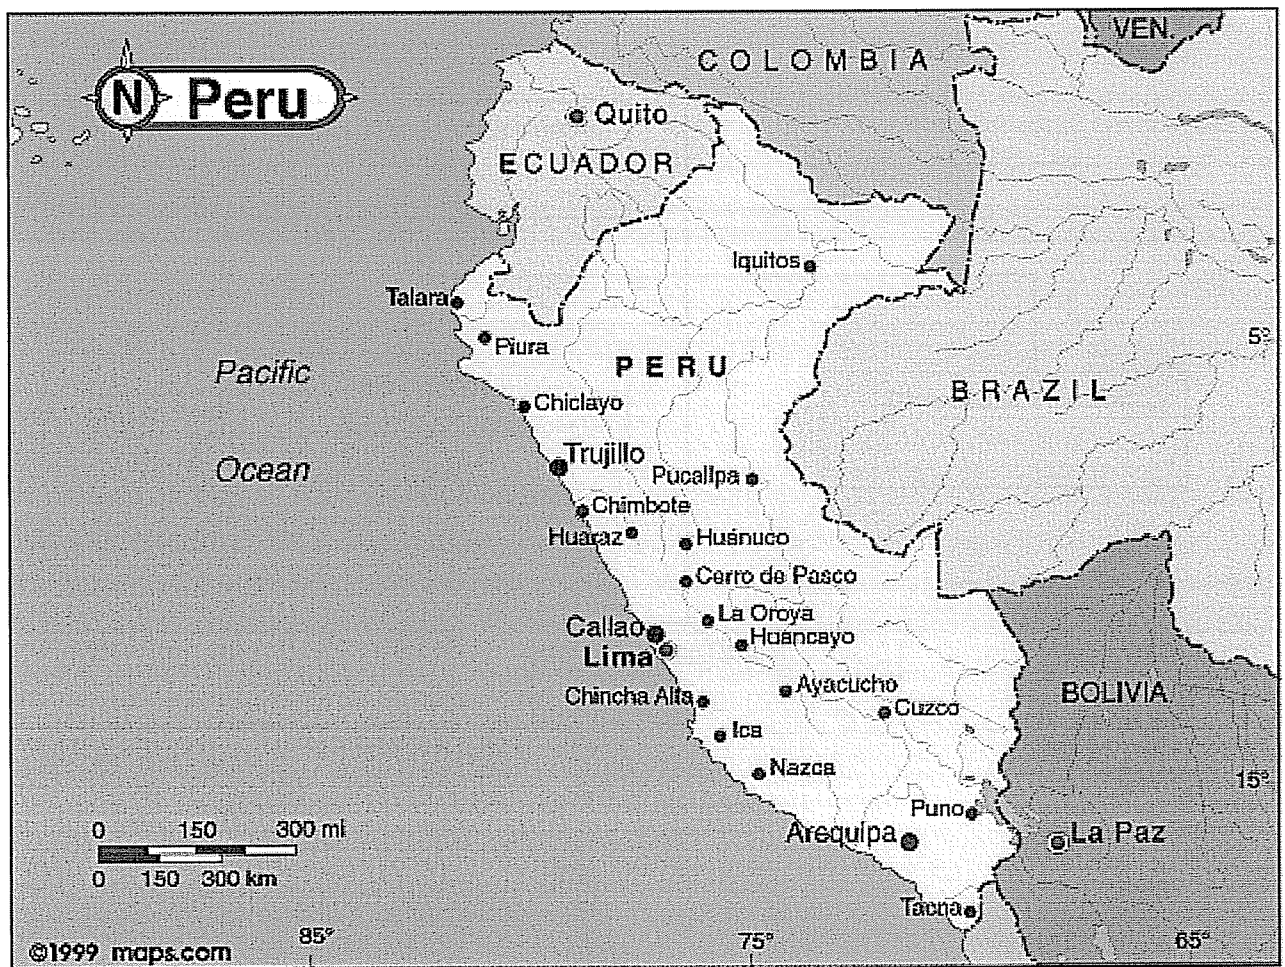 VEN.
COLOMBIA
N Peru
Quito
ECUADOR
Iquitos
Talara
Piura
5°
Pacific
PERU
BRAZIL
Chiclayo
Trujillo
Ocean
Pucallpa
Chimbote
Huaraz
Huánuco
Cerro de Pasco
La Oroya
Callao
Huancayo
Lima
Ayacucho
BOLIVIA
Chincha Alta
Cuzco
Ica
Nazca
15°
Puno
0 150 300 mi
Arequipa
La Paz
0 150 300 km
Tacna
85°
75°
65°
©1999 maps.com